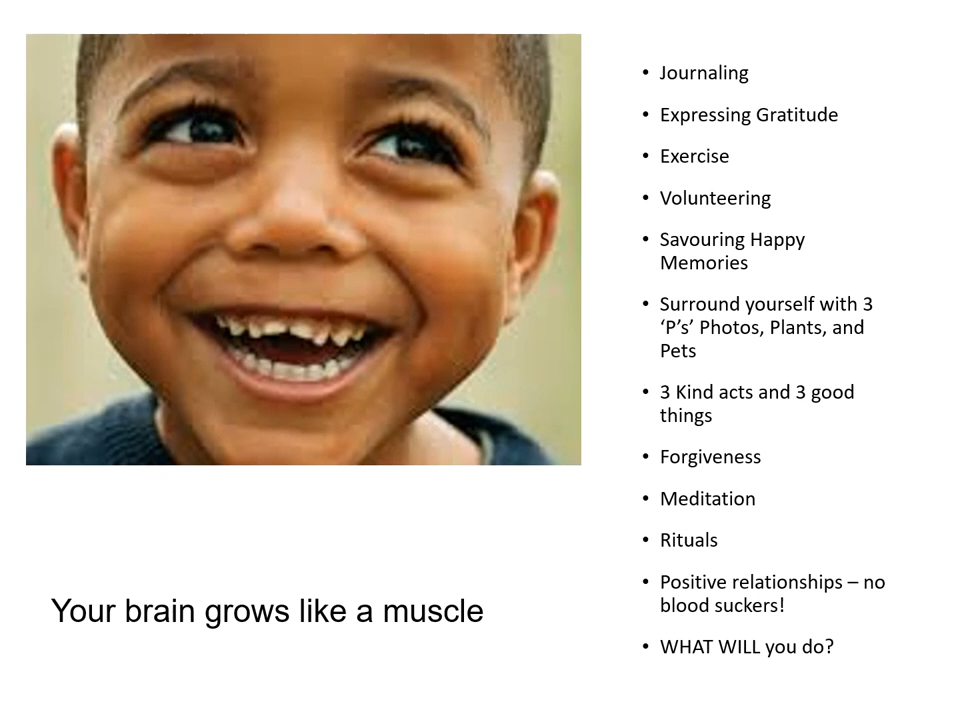 • Journaling
• Expressing Gratitude
• Exercise
• Volunteering
• Savouring Happy
Memories
• Surround yourself with 3
‘P’s’ Photos, Plants, and
Pets
• 3 Kind acts and 3 good
things
• Forgiveness
• Meditation
• Rituals
• Positive relationships – no
blood suckers!
• WHAT WILL you do?
Your brain grows like a muscle